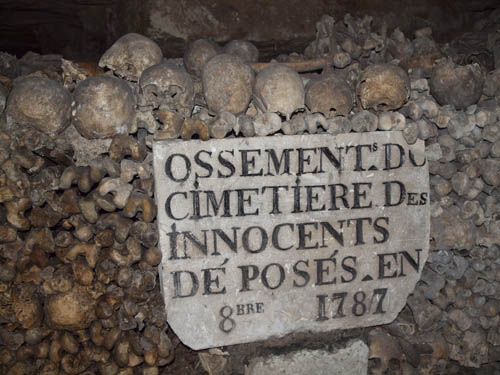 OSSEMENTS. DU
CIMETIERE DES
INNOCENTS
DÉPOSÉS EN
8BRE 1787